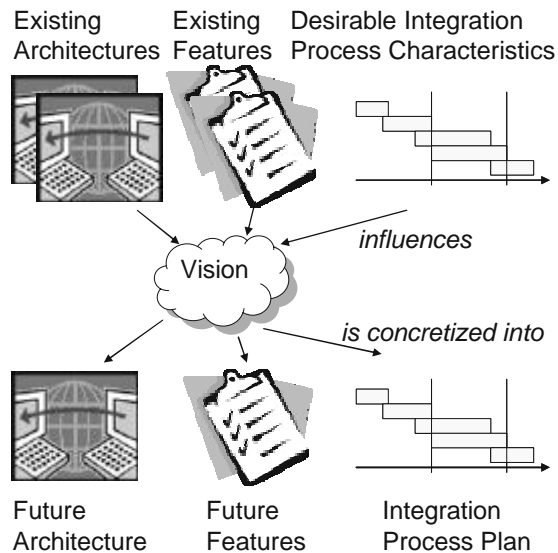 Existing Architectures
Existing Features
Desirable Integration Process Characteristics
influences
Vision
is concretized into
Future Architecture
Future Features
Integration Process Plan